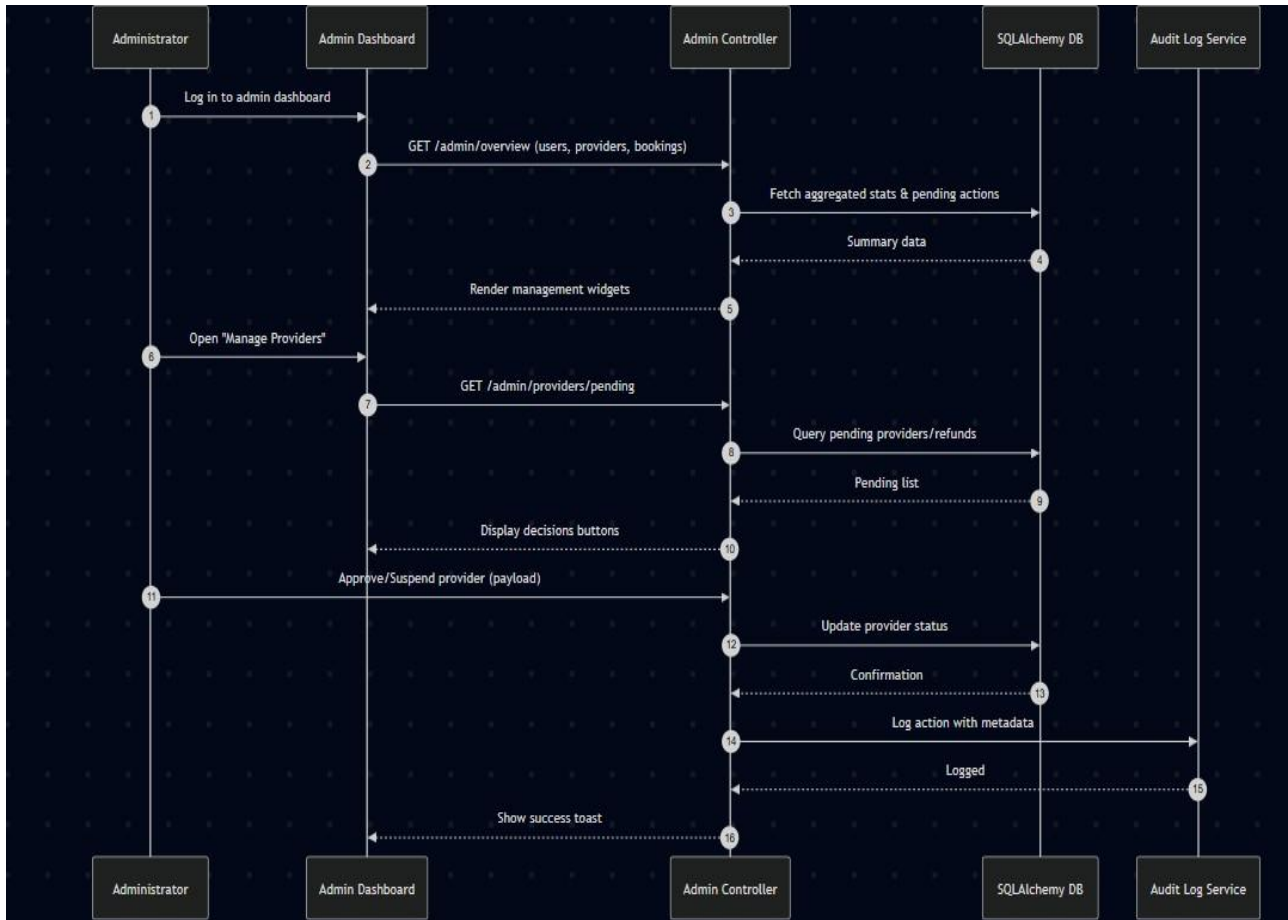 Administrator
Admin Dashboard
Admin Controller
SQLAlchemy DB
Audit Log Service
Log in to admin dashboard
1
GET /admin/overview (users, providers, bookings)
2
Fetch aggregated stats & pending actions
3
Summary data
4
Render management widgets
5
Open "Manage Providers"
6
GET /admin/providers/pending
7
Query pending providers/refunds
8
Pending list
9
Display decisions buttons
10
Approve/Suspend provider (payload)
11
Update provider status
12
Confirmation
13
Log action with metadata
14
Logged
15
Show success toast
16
Administrator
Admin Dashboard
Admin Controller
SQLAlchemy DB
Audit Log Service